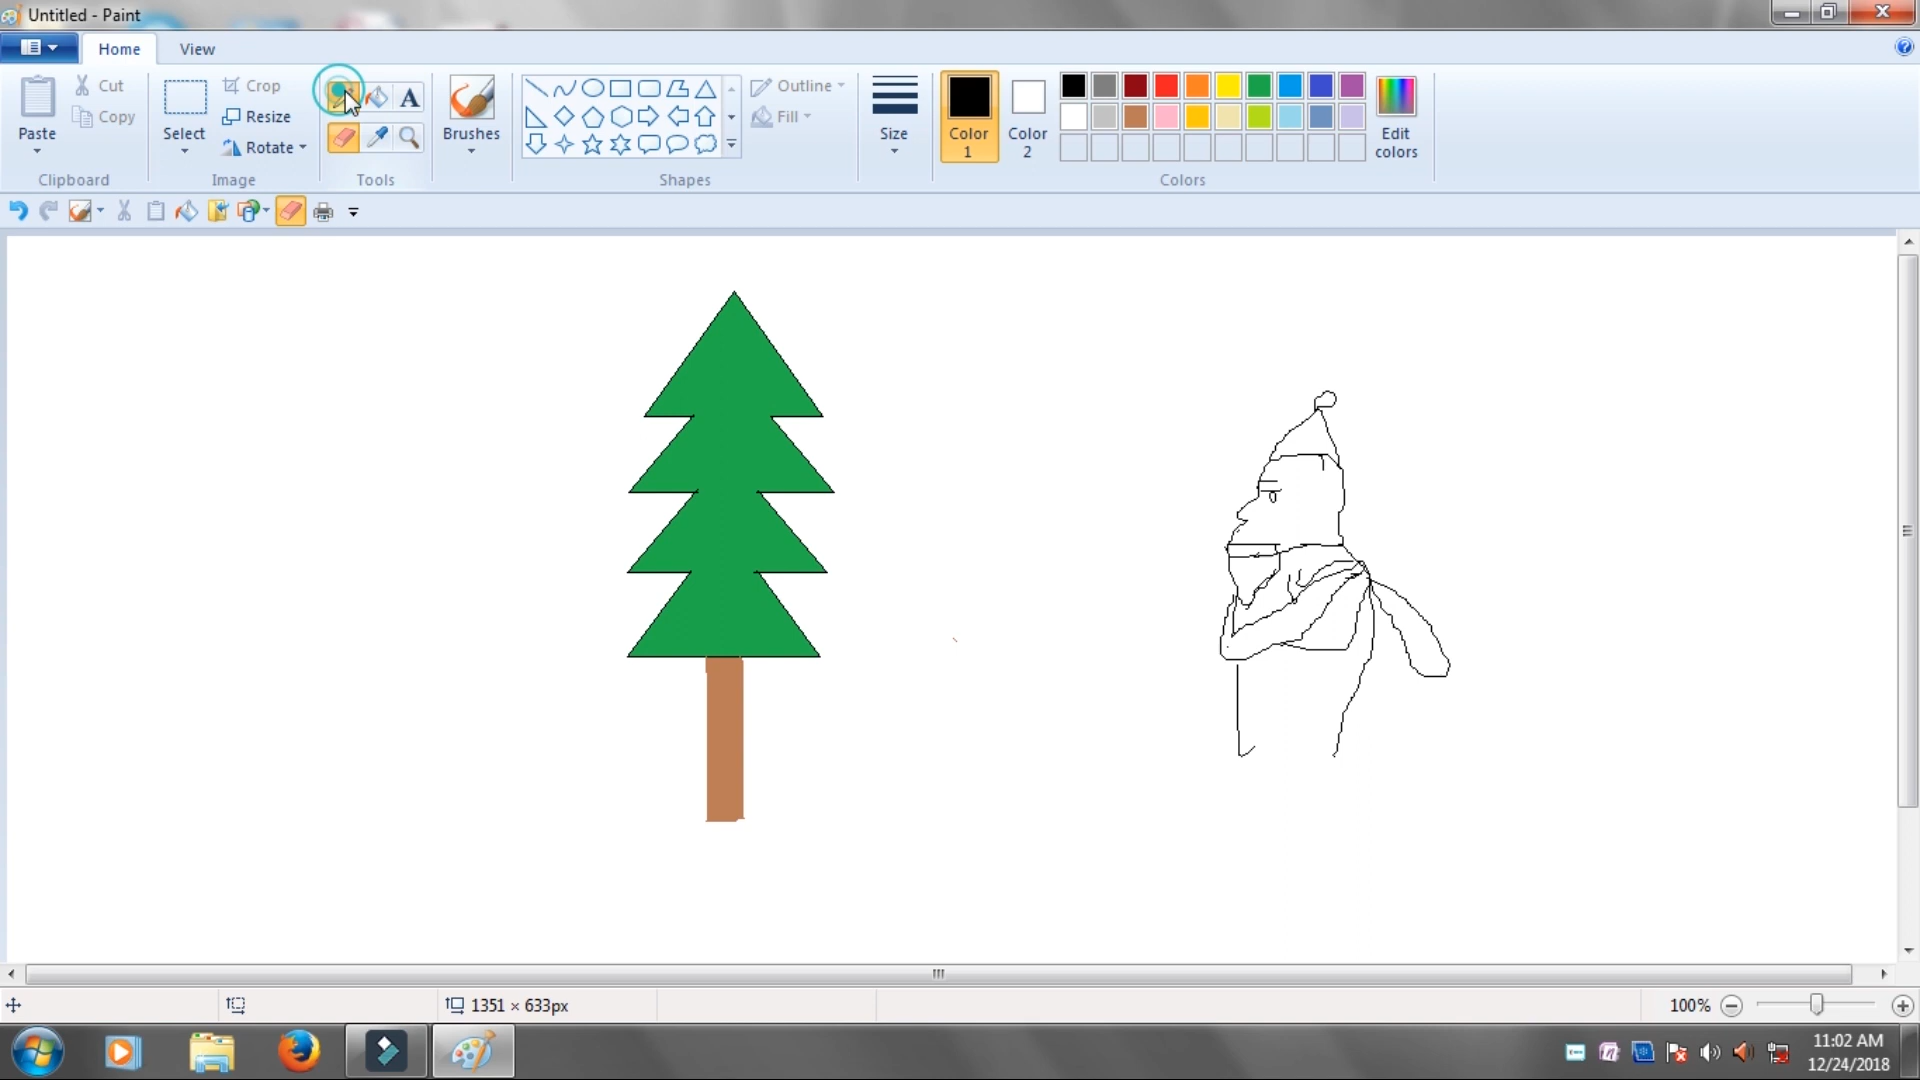 Untitled - Paint
Home
View
Paste
Cut
Copy
Clipboard
Select
Crop
Resize
Rotate
Image
A
Tools
Brushes
Outline
Fill
Shapes
Size
Color
1
Color
2
Edit
colors
Colors
1351 × 633px
100%
11:02 AM
12/24/2018